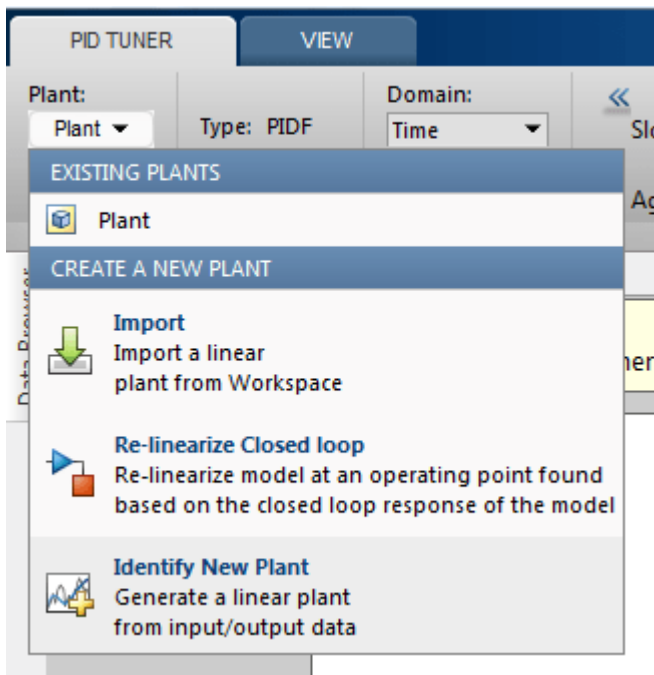 PID TUNER
VIEW
Plant:
Domain:
Plant
Type: PIDF
Time
EXISTING PLANTS
Plant
CREATE A NEW PLANT
Import
Import a linear
plant from Workspace
Re-linearize Closed loop
Re-linearize model at an operating point found
based on the closed loop response of the model
Identify New Plant
Generate a linear plant
from input/output data
Data Browser